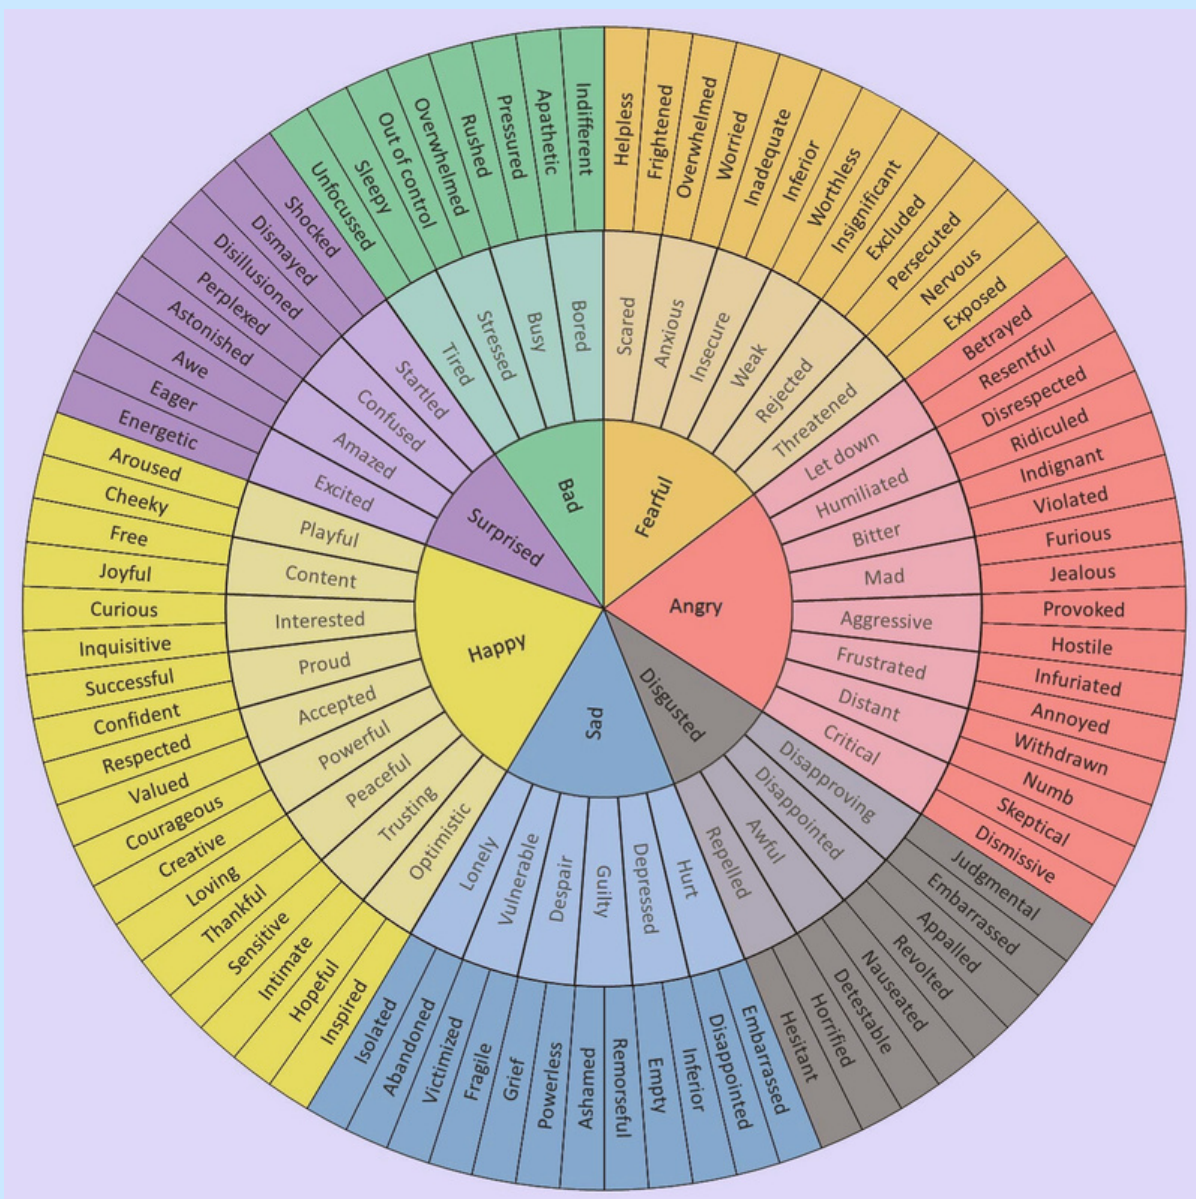 Fearful
Angry
Disgusted
Sad
Happy
Surprised
Bad
Scared
Anxious
Insecure
Weak
Rejected
Threatened
Let down
Humiliated
Bitter
Mad
Aggressive
Frustrated
Distant
Critical
Disapproving
Disappointed
Awful
Repelled
Hurt
Depressed
Guilty
Despair
Vulnerable
Lonely
Optimistic
Trusting
Peaceful
Powerful
Accepted
Proud
Interested
Content
Playful
Excited
Amazed
Confused
Startled
Tired
Stressed
Busy
Bored
Helpless
Frightened
Overwhelmed
Worried
Inadequate
Inferior
Worthless
Insignificant
Excluded
Persecuted
Nervous
Exposed
Betrayed
Resentful
Disrespected
Ridiculed
Indignant
Violated
Furious
Jealous
Provoked
Hostile
Infuriated
Annoyed
Withdrawn
Numb
Skeptical
Dismissive
Judgmental
Embarrassed
Appalled
Revolted
Nauseated
Detestable
Horrified
Hesitant
Embarrassed
Disappointed
Inferior
Empty
Remorseful
Ashamed
Powerless
Grief
Fragile
Victimized
Abandoned
Isolated
Inspired
Hopeful
Intimate
Sensitive
Thankful
Loving
Creative
Courageous
Valued
Respected
Confident
Successful
Inquisitive
Curious
Joyful
Free
Cheeky
Aroused
Energetic
Eager
Awe
Astonished
Perplexed
Disillusioned
Dismayed
Shocked
Unfocussed
Sleepy
Out of control
Overwhelmed
Rushed
Pressured
Apathetic
Indifferent